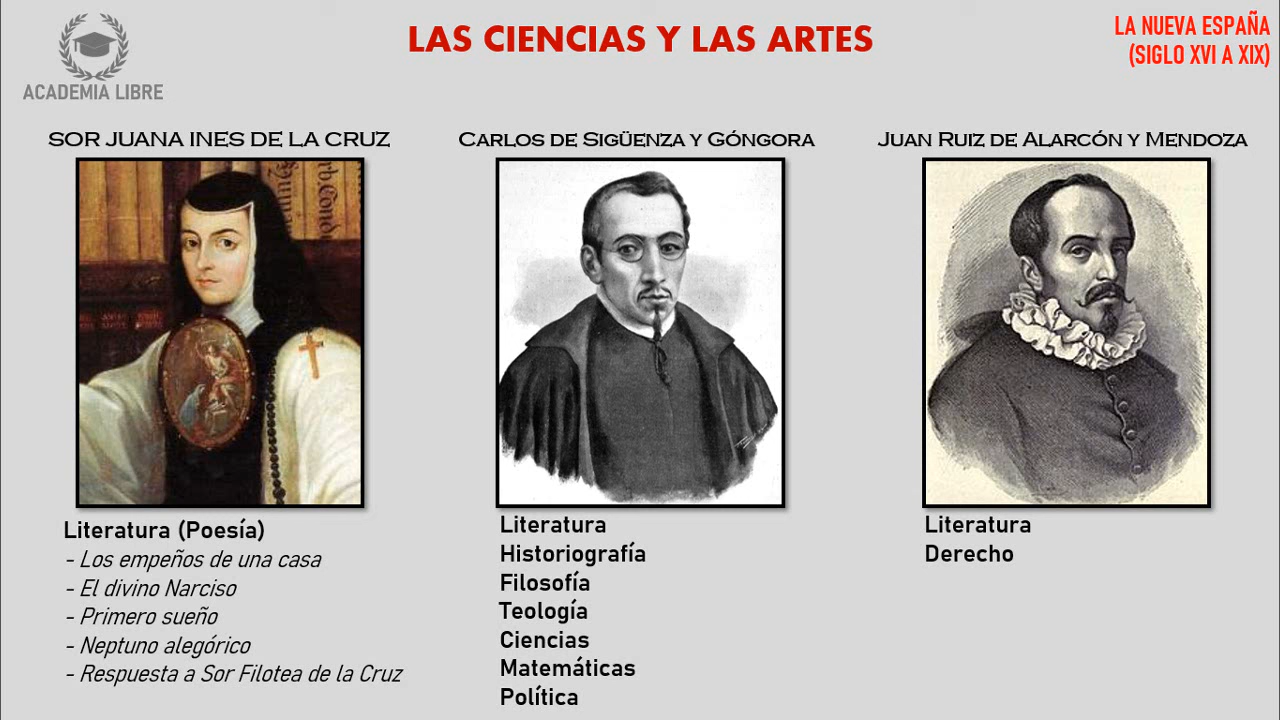 LAS CIENCIAS Y LAS ARTES
LA NUEVA ESPAÑA
(SIGLO XVI A XIX)
ACADEMIA LIBRE
SOR JUANA INES DE LA CRUZ
Literatura (Poesía)
- Los empeños de una casa
- El divino Narciso
- Primero sueño
- Neptuno alegórico
- Respuesta a Sor Filotea de la Cruz
CARLOS DE SIGÜENZA Y GÓNGORA
Literatura
Historiografía
Filosofía
Teología
Ciencias
Matemáticas
Política
JUAN RUIZ DE ALARCÓN Y MENDOZA
Literatura
Derecho